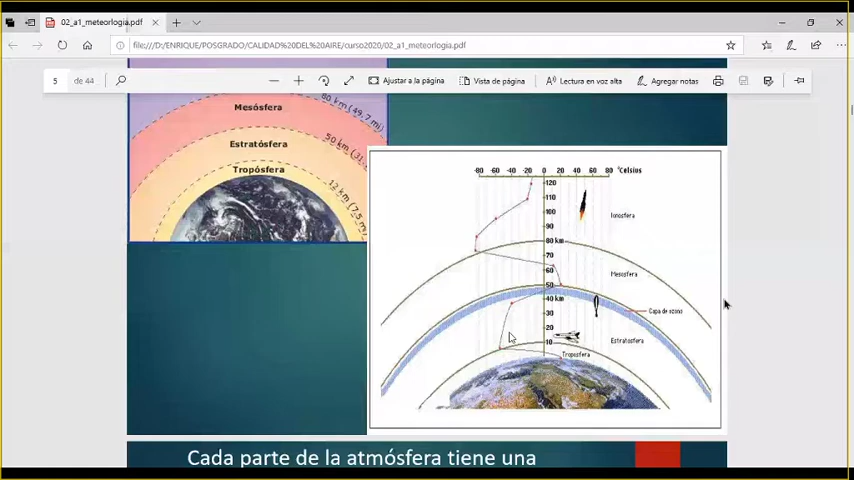 02_a1_meteorlogia.pdf
file:///D:/ENRIQUE/POSGRADO/CALIDAD%20DEL%20AIRE/curso2020/02_a1_meteorlogia.pdf
5 de 44
Ajustar a la página
Vista de página
Lectura en voz alta
Agregar notas
80 km (49,7 mi)
Mesósfera
50 km (31,
Estratósfera
Tropósfera
12 km (7,5 mi)
-80 -60 -40 -20 0 20 40 60 80 °Celsius
120
110
100
90
80 km
70
60
50
40 km
30
20
10
Ionosfera
Mesosfera
Capa de ozono
Estratosfera
Troposfera
Cada parte de la atmósfera tiene una